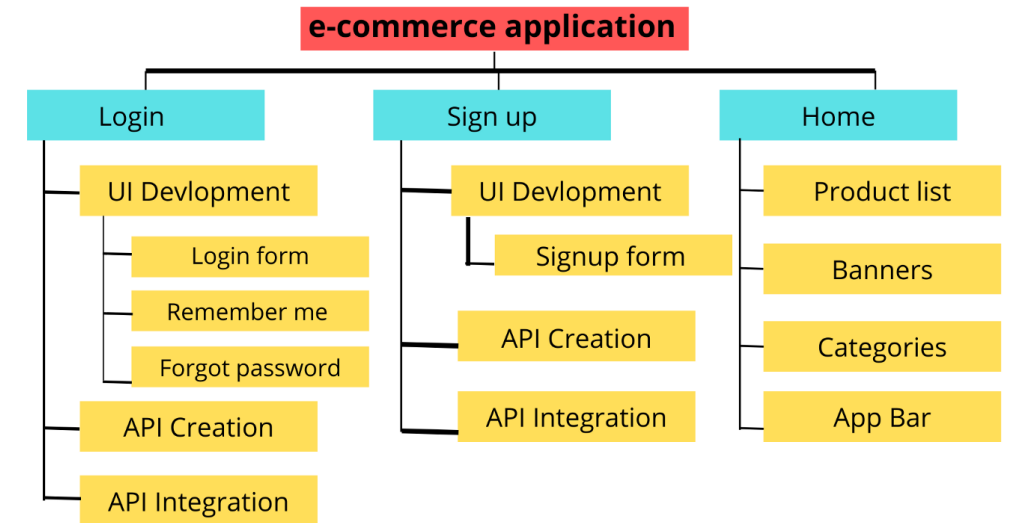 e-commerce application
Login
Sign up
Home
UI Devlopment
Login form
Remember me
Forgot password
API Creation
API Integration
UI Devlopment
Signup form
API Creation
API Integration
Product list
Banners
Categories
App Bar